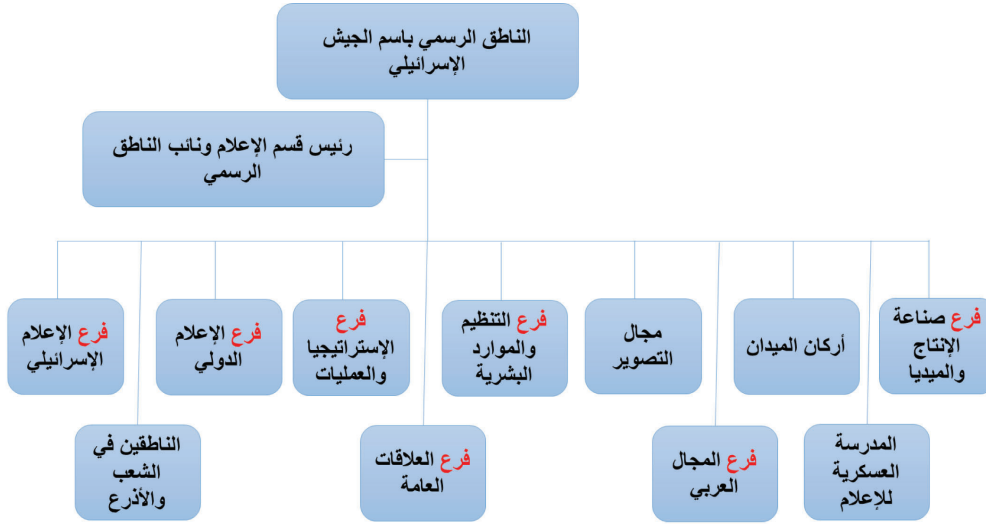 الناطق الرسمي باسم الجيش
الإسرائيلي
رئيس قسم الإعلام ونائب الناطق
الرسمي
فرع صناعة
الإنتاج
والميديا
أركان الميدان
مجال
التصوير
فرع التنظيم
والموارد
البشرية
فرع
الإستراتيجيا
والعمليات
فرع الإعلام
الدولي
فرع الإعلام
الإسرائيلي
المدرسة
العسكرية
للإعلام
فرع المجال
العربي
فرع العلاقات
العامة
الناطقين في
الشعب
والأذرع